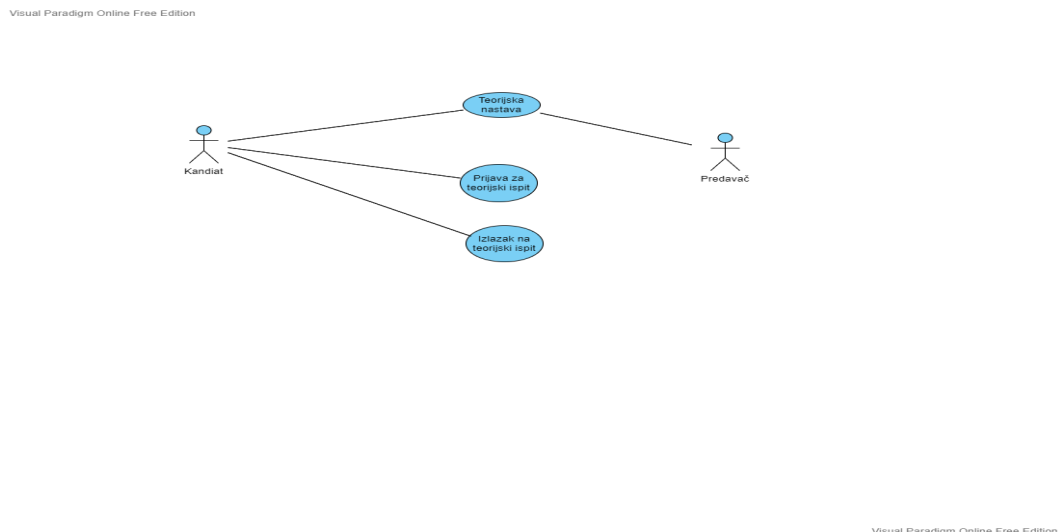 Visual Paradigm Online Free Edition
Teorijska
nastava
Kandiat
Predavač
Prijava za
teorijski ispit
Izlazak na
teorijski ispit
Visual Paradigm Online Free Edition